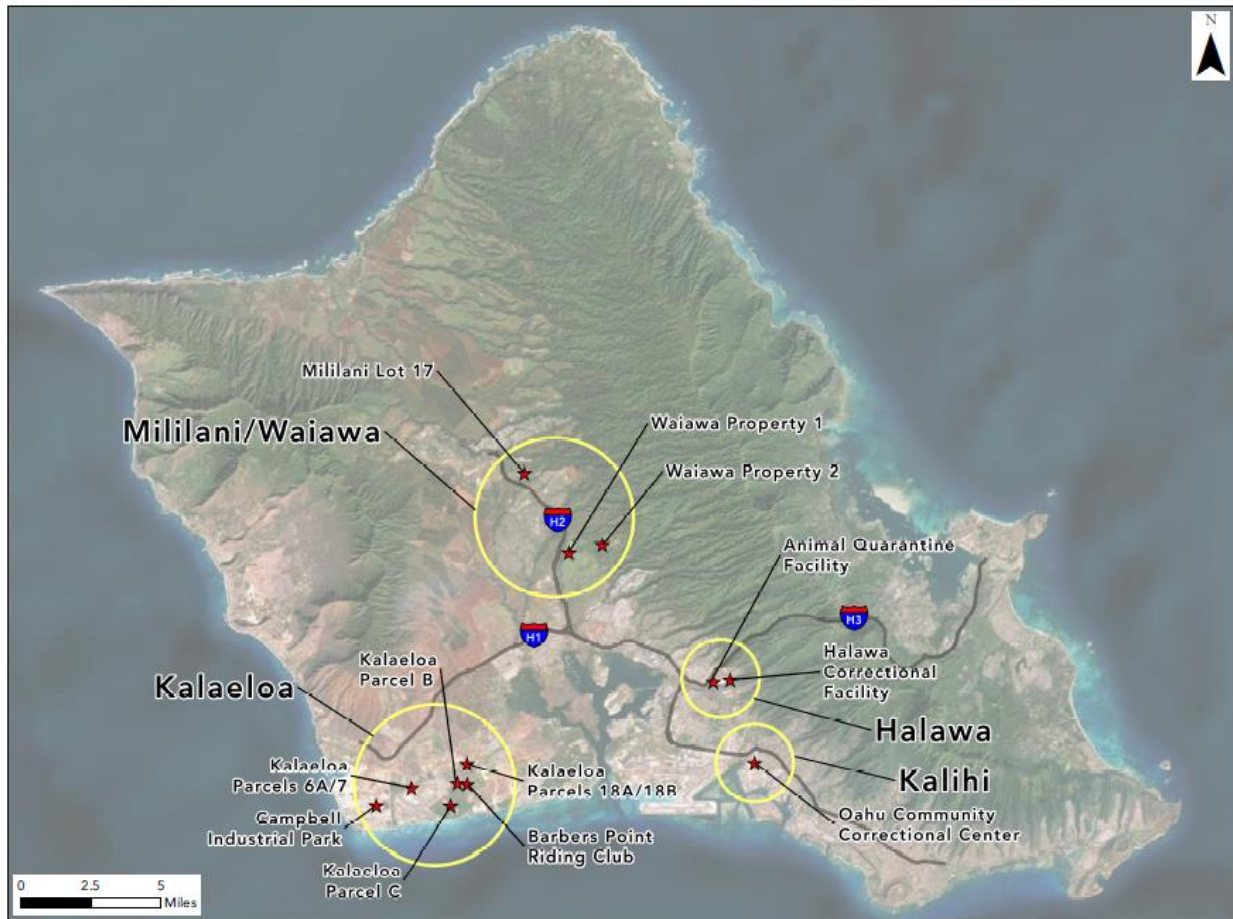 N
Mililani Lot 17
Mililani/Waiawa
Waiawa Property 1
Waiawa Property 2
H2
Animal Quarantine
Facility
H3
H1
Halawa
Correctional
Facility
Kalaeloa
Parcel B
Kalaeloa
Halawa
Kalaeloa
Parcels 6A/7
Kalaeloa
Parcels 18A/18B
Kalihi
Campbell
Industrial Park
Barbers Point
Riding Club
Oahu Community
Correctional Center
Kalaeloa
Parcel C
0 2.5 5
Miles